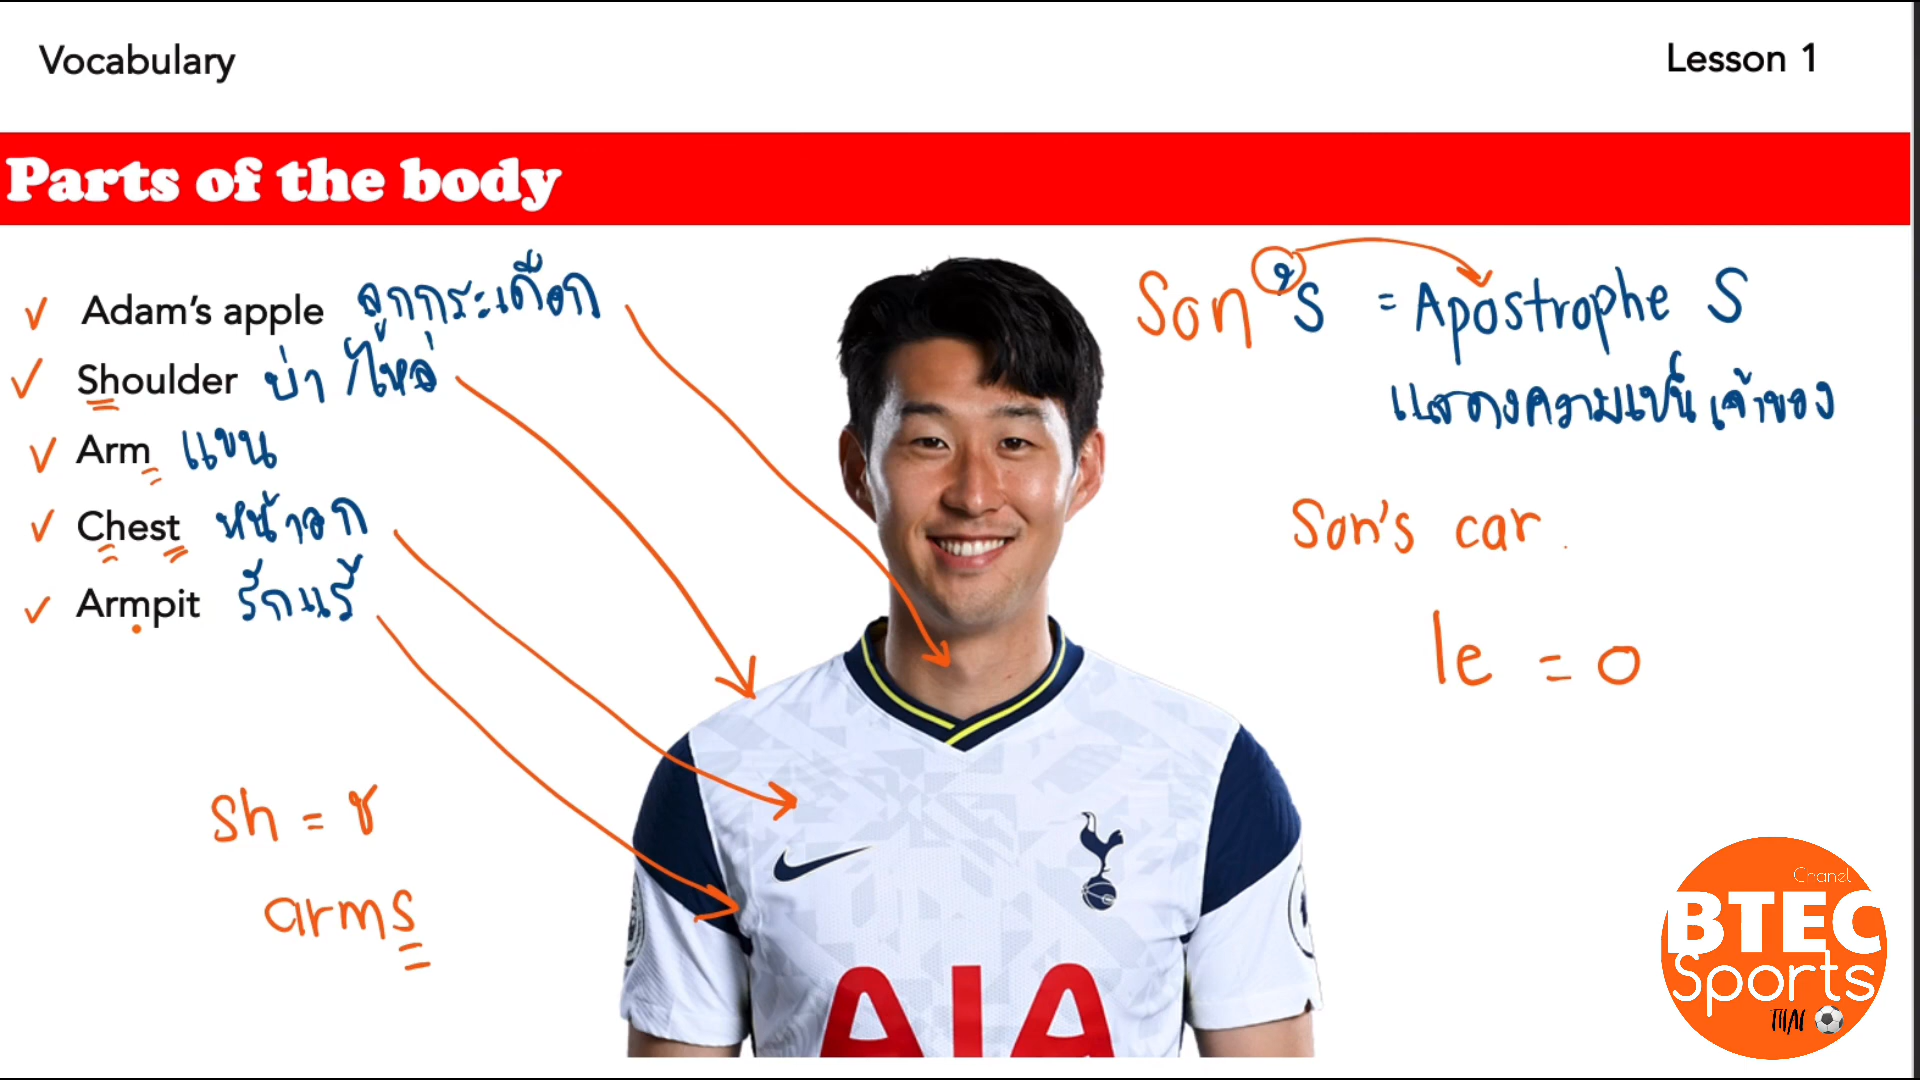 Vocabulary
Lesson 1
Parts of the body
Adam's apple ลูกกระเดือก
Shoulder บ่า / ไหล่
Arm แขน
Chest หน้าอก
Armpit รักแร้
sh = ช
arms
Son's = Apostrophe S
แสดงความเป็นเจ้าของ
Son's car.
le = o
AIA
Chanel
BTEC
Sports
THAI